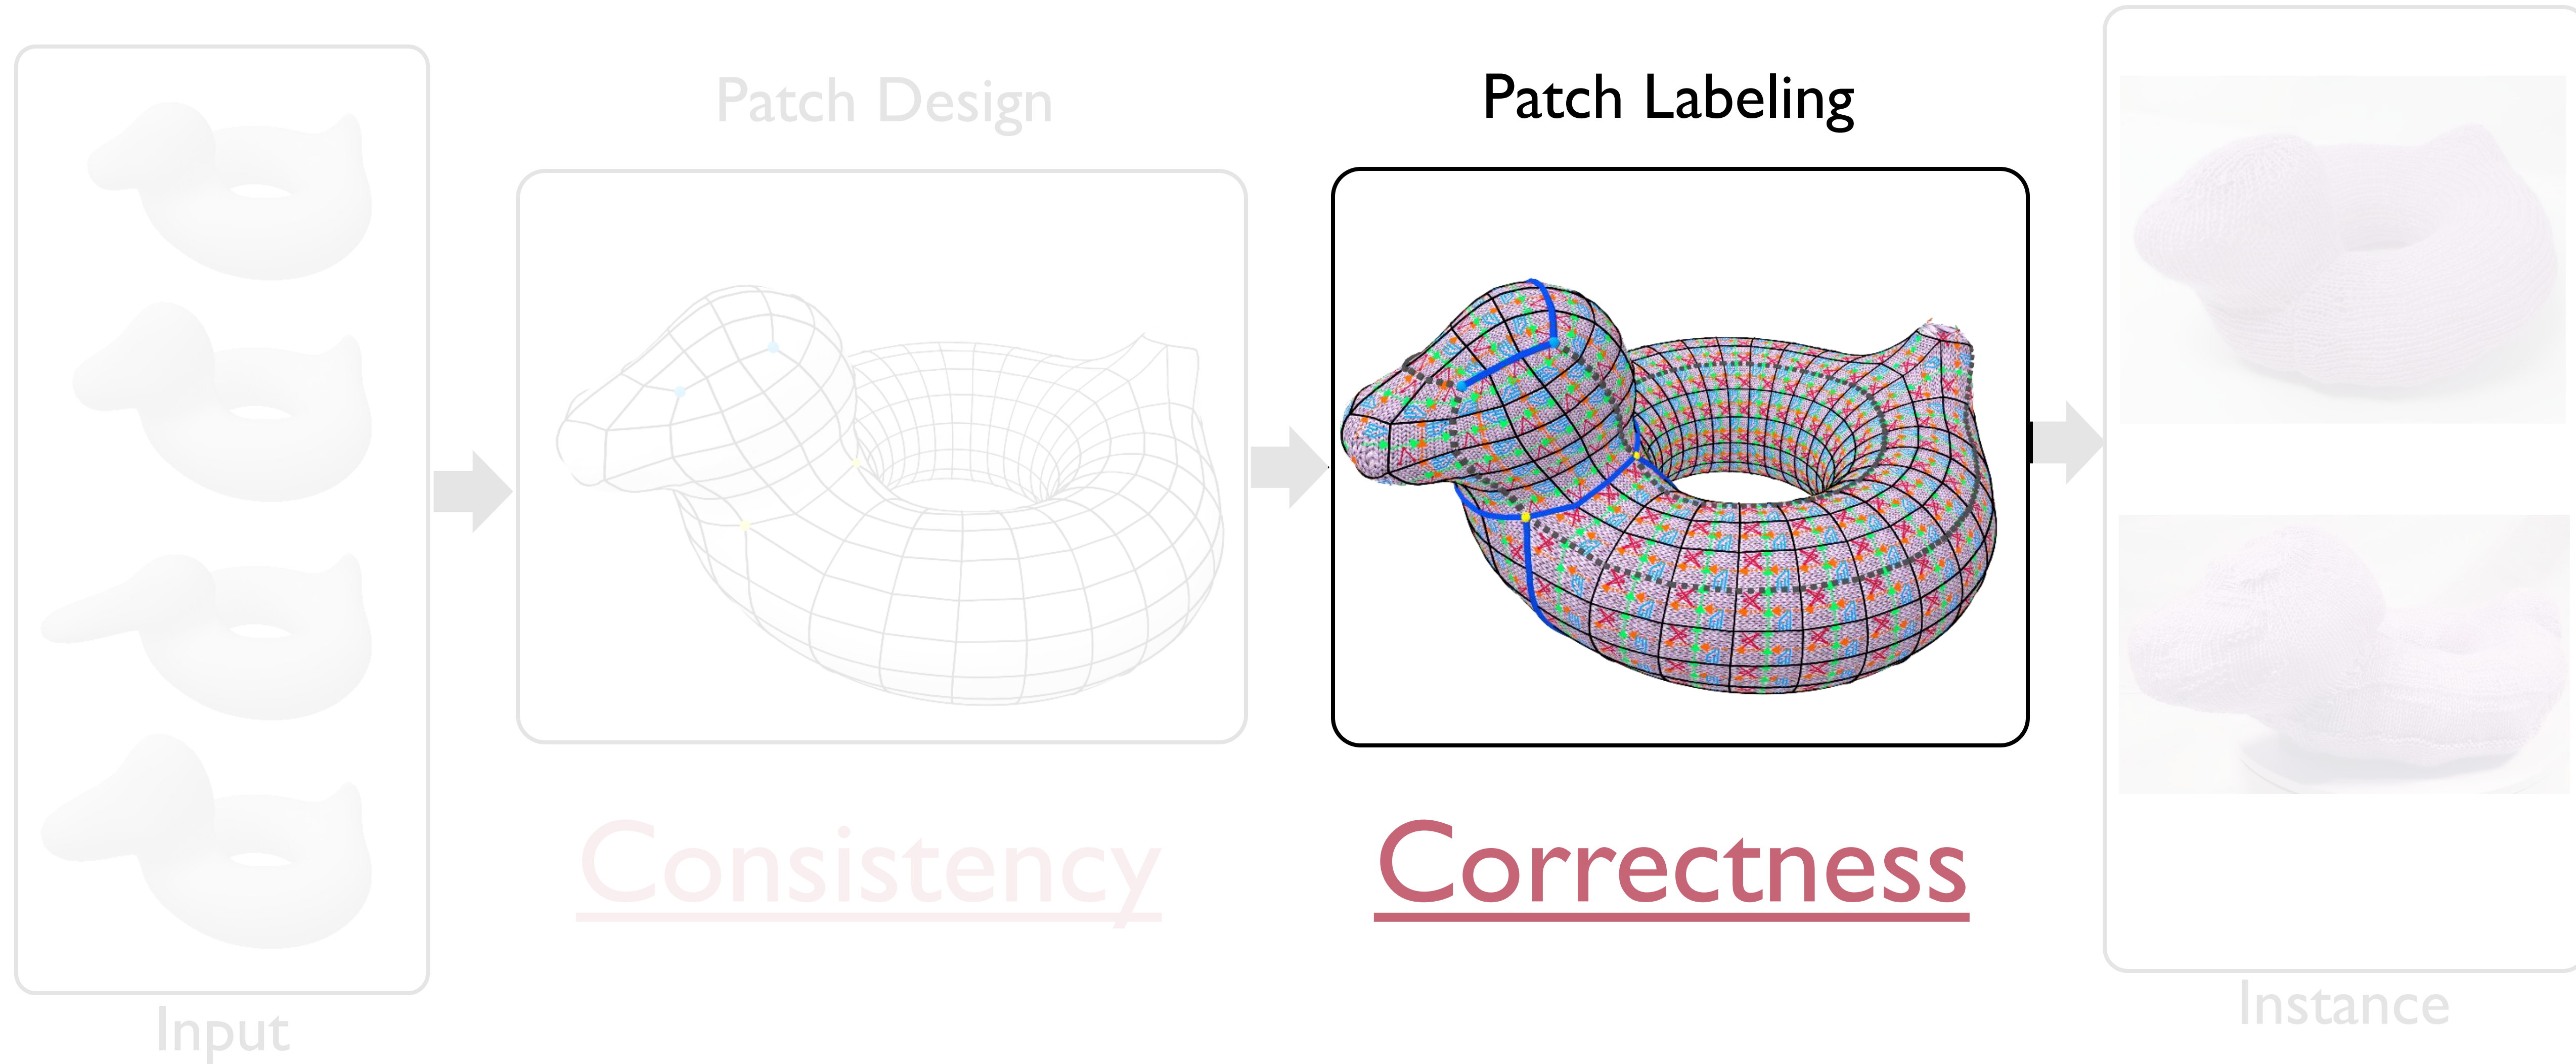 Patch Design
Patch Labeling
Consistency
Correctness
Input
Instance